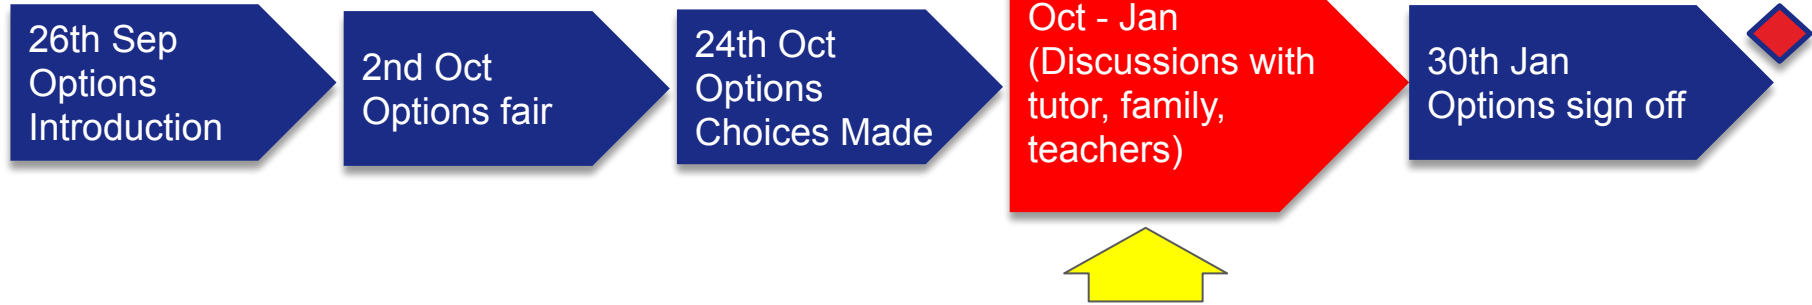 26th Sep
Options
Introduction
2nd Oct
Options fair
24th Oct
Options
Choices Made
Oct - Jan
(Discussions with
tutor, family,
teachers)
30th Jan
Options sign off